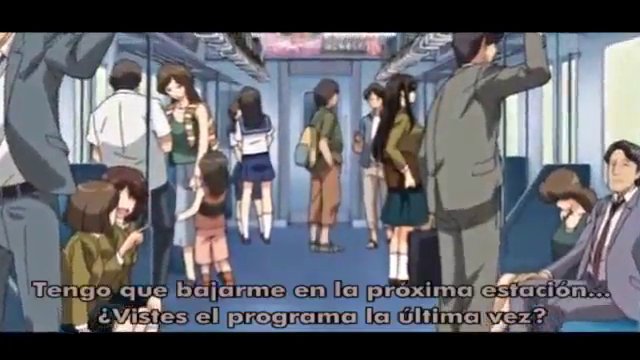 Tengo que bajarme en la próxima estación...
¿Vistes el programa la última vez?